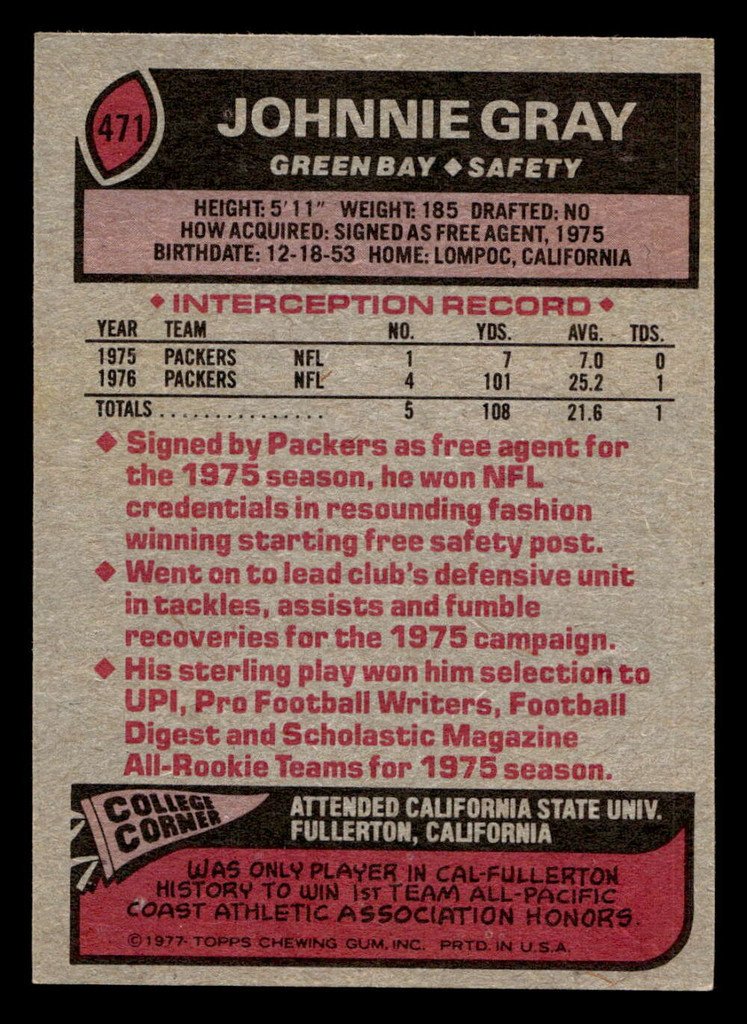 471
JOHNNIE GRAY
GREEN BAY ◆ SAFETY
HEIGHT: 5'11" WEIGHT: 185 DRAFTED: NO
HOW ACQUIRED: SIGNED AS FREE AGENT, 1975
BIRTHDATE: 12-18-53 HOME: LOMPOC, CALIFORNIA
◆ INTERCEPTION RECORD ◆
YEAR TEAM NO. YDS. AVG. TDS.
1975 PACKERS NFL 1 7 7.0 0
1976 PACKERS NFL 4 101 25.2 1
TOTALS . . . . . . . . . . . . . . . 5 108 21.6 1
◆ Signed by Packers as free agent for
the 1975 season, he won NFL
credentials in resounding fashion
winning starting free safety post.
◆ Went on to lead club's defensive unit
in tackles, assists and fumble
recoveries for the 1975 campaign.
◆ His sterling play won him selection to
UPI, Pro Football Writers, Football
Digest and Scholastic Magazine
All-Rookie Teams for 1975 season.
COLLEGE
CORNER
ATTENDED CALIFORNIA STATE UNIV.
FULLERTON, CALIFORNIA
WAS ONLY PLAYER IN CAL-FULLERTON
HISTORY TO WIN 1ST TEAM ALL-PACIFIC
COAST ATHLETIC ASSOCIATION HONORS.
©1977 TOPPS CHEWING GUM, INC. PRTD. IN U.S.A.